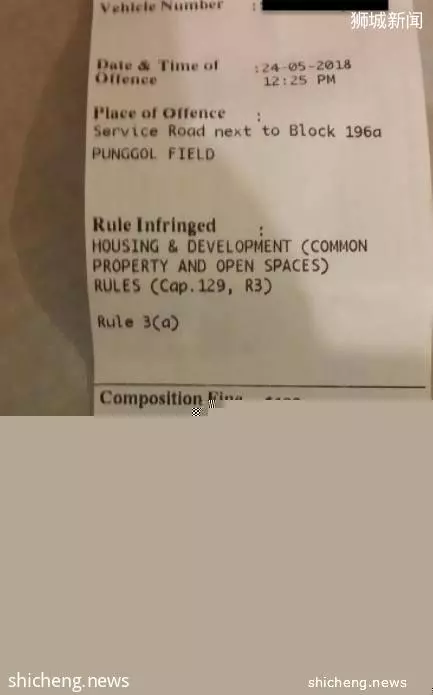 狮城新闻
Vehicle Number :
Date & Time of :24-05-2018
Offence 12:25 PM
Place of Offence :
Service Road next to Block 196a
PUNGGOL FIELD
Rule Infringed :
HOUSING & DEVELOPMENT (COMMON
PROPERTY AND OPEN SPACES)
RULES (Cap.129, R3)
Rule 3(a)
Composition Fine
shicheng.news shicheng.news